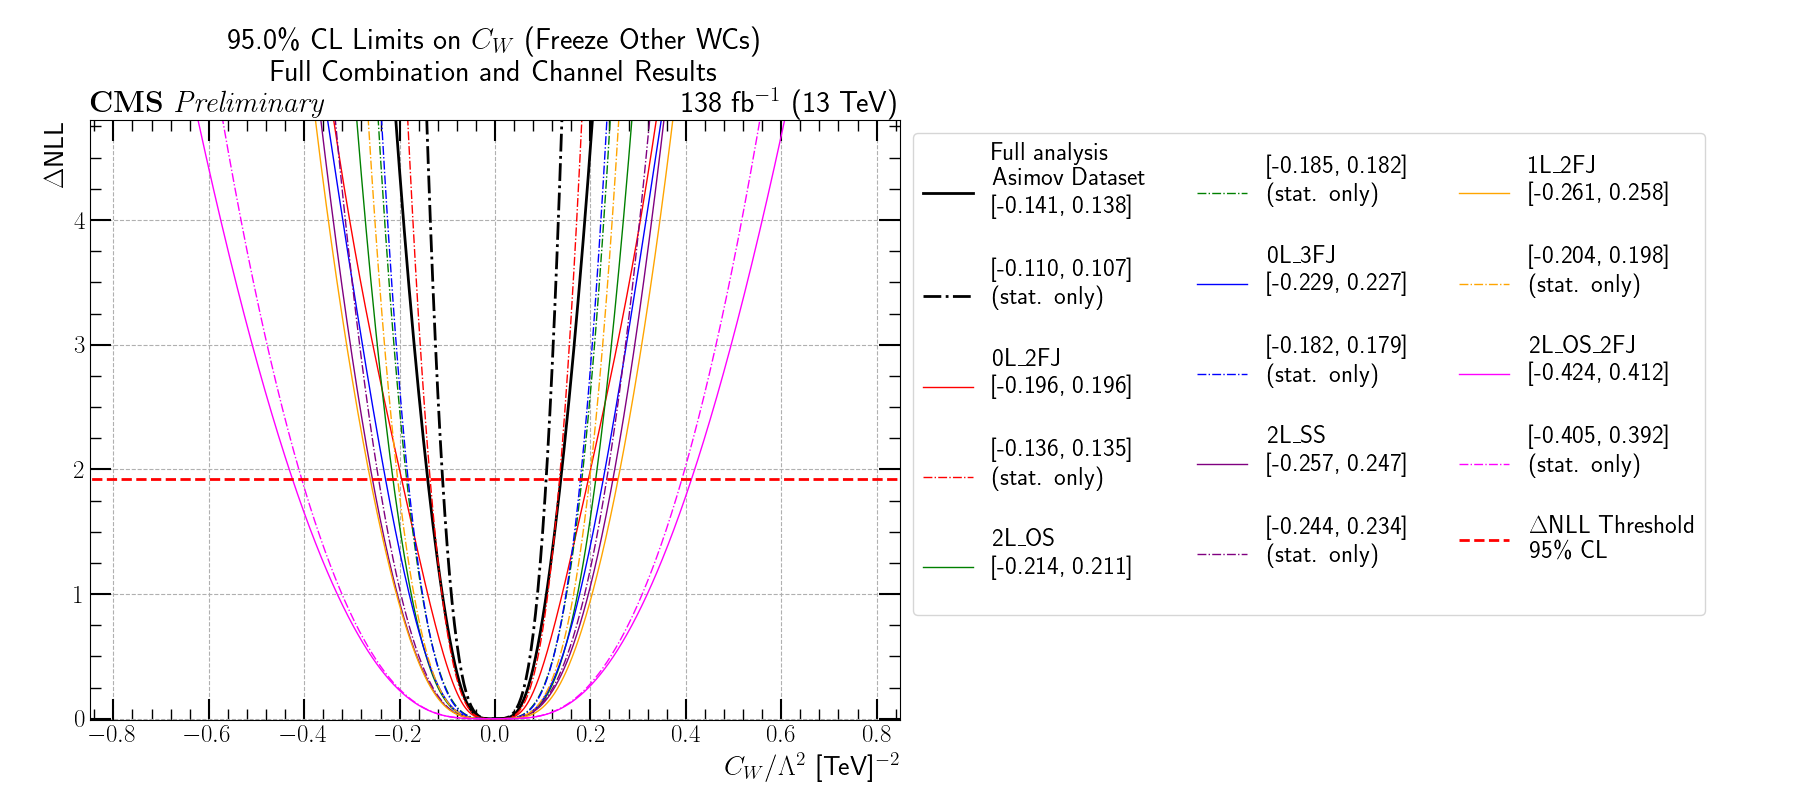 95.0% CL Limits on C_W (Freeze Other WCs)
Full Combination and Channel Results
CMS Preliminary
138 fb⁻¹ (13 TeV)
ΔNLL
4
3
2
1
0
−0.8 −0.6 −0.4 −0.2 0.0 0.2 0.4 0.6 0.8
C_W/Λ² [TeV]⁻²
Full analysis
Asimov Dataset
[-0.141, 0.138]
[-0.110, 0.107]
(stat. only)
0L_2FJ
[-0.196, 0.196]
[-0.136, 0.135]
(stat. only)
2L_OS
[-0.214, 0.211]
[-0.185, 0.182]
(stat. only)
0L_3FJ
[-0.229, 0.227]
[-0.182, 0.179]
(stat. only)
2L_SS
[-0.257, 0.247]
[-0.244, 0.234]
(stat. only)
1L_2FJ
[-0.261, 0.258]
[-0.204, 0.198]
(stat. only)
2L_OS_2FJ
[-0.424, 0.412]
[-0.405, 0.392]
(stat. only)
ΔNLL Threshold
95% CL